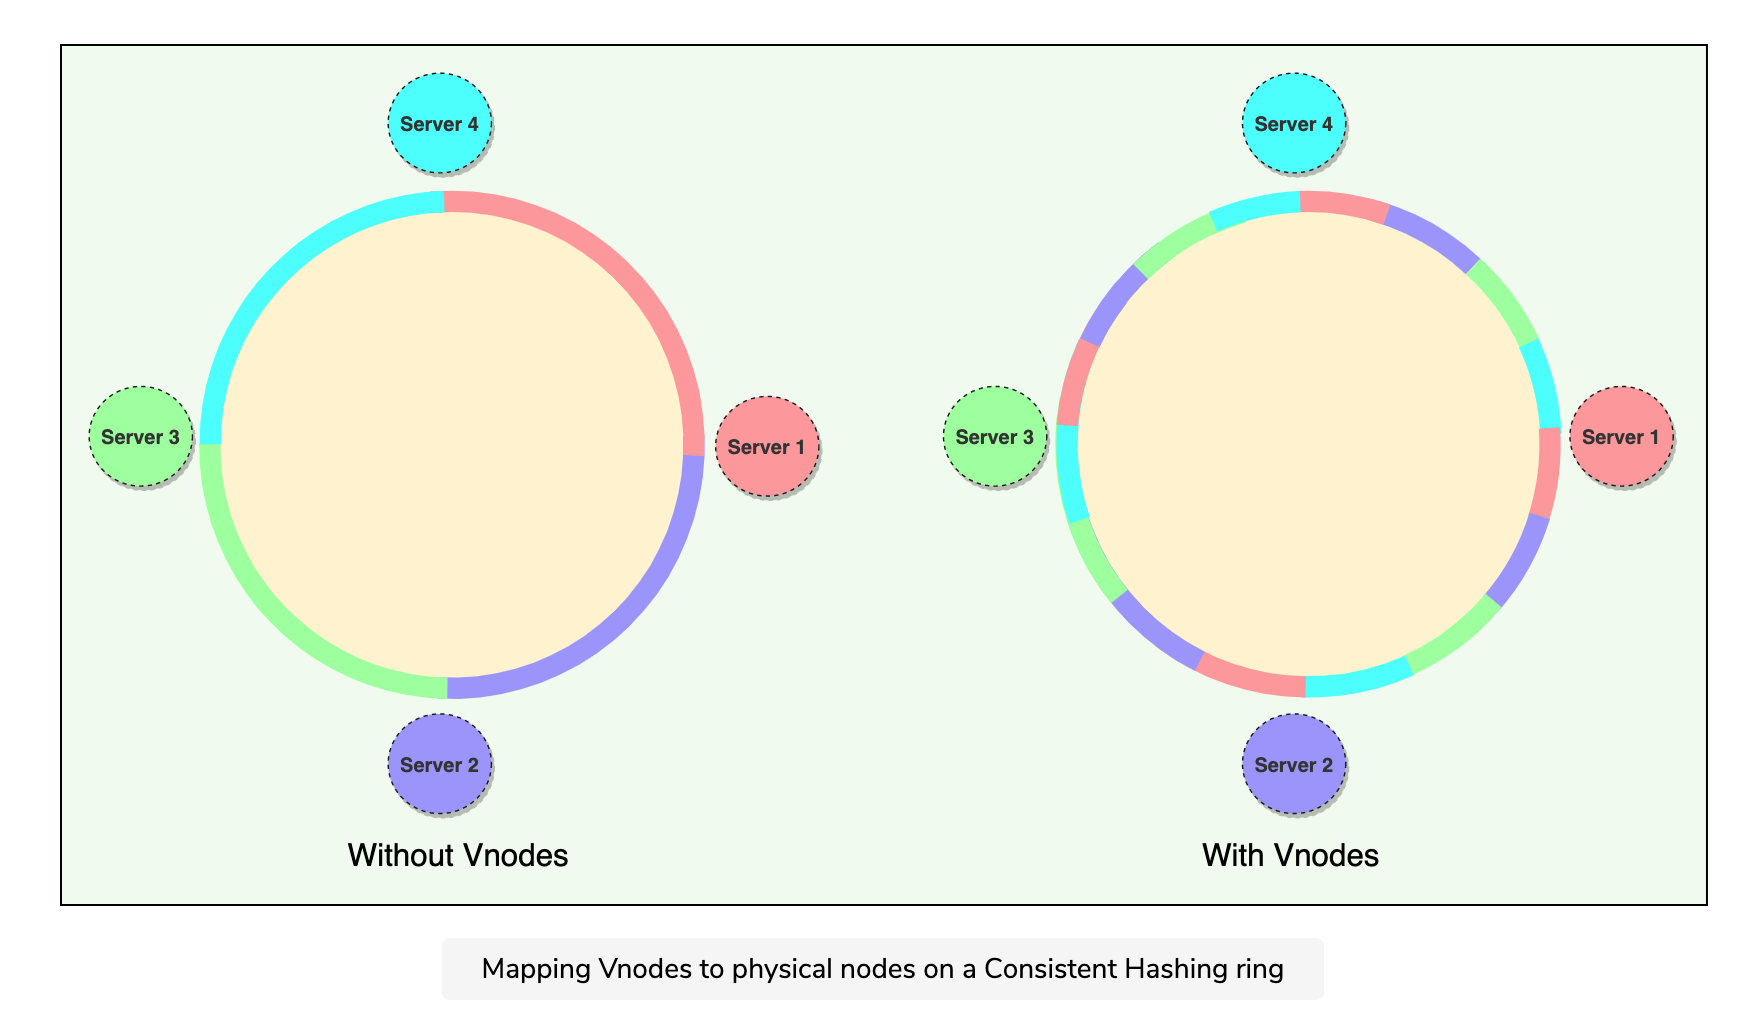 Server 4
Server 3
Server 1
Server 2
Without Vnodes
Server 4
Server 3
Server 1
Server 2
With Vnodes
Mapping Vnodes to physical nodes on a Consistent Hashing ring